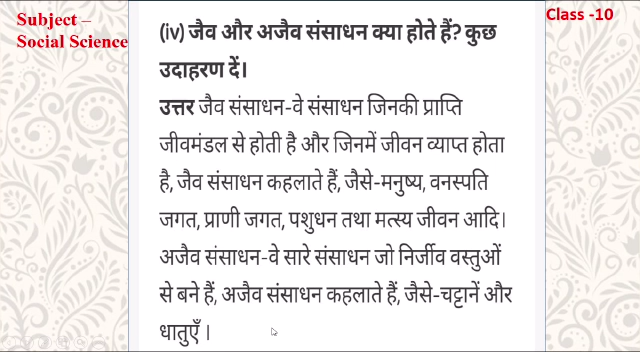 Subject –
Social Science
Class -10
(iv) जैव और अजैव संसाधन क्या होते हैं? कुछ
उदाहरण दें।
उत्तर जैव संसाधन-वे संसाधन जिनकी प्राप्ति
जीवमंडल से होती है और जिनमें जीवन व्याप्त होता
है, जैव संसाधन कहलाते हैं, जैसे-मनुष्य, वनस्पति
जगत, प्राणी जगत, पशुधन तथा मत्स्य जीवन आदि।
अजैव संसाधन-वे सारे संसाधन जो निर्जीव वस्तुओं
से बने हैं, अजैव संसाधन कहलाते हैं, जैसे-चट्टानें और
धातुएँ।